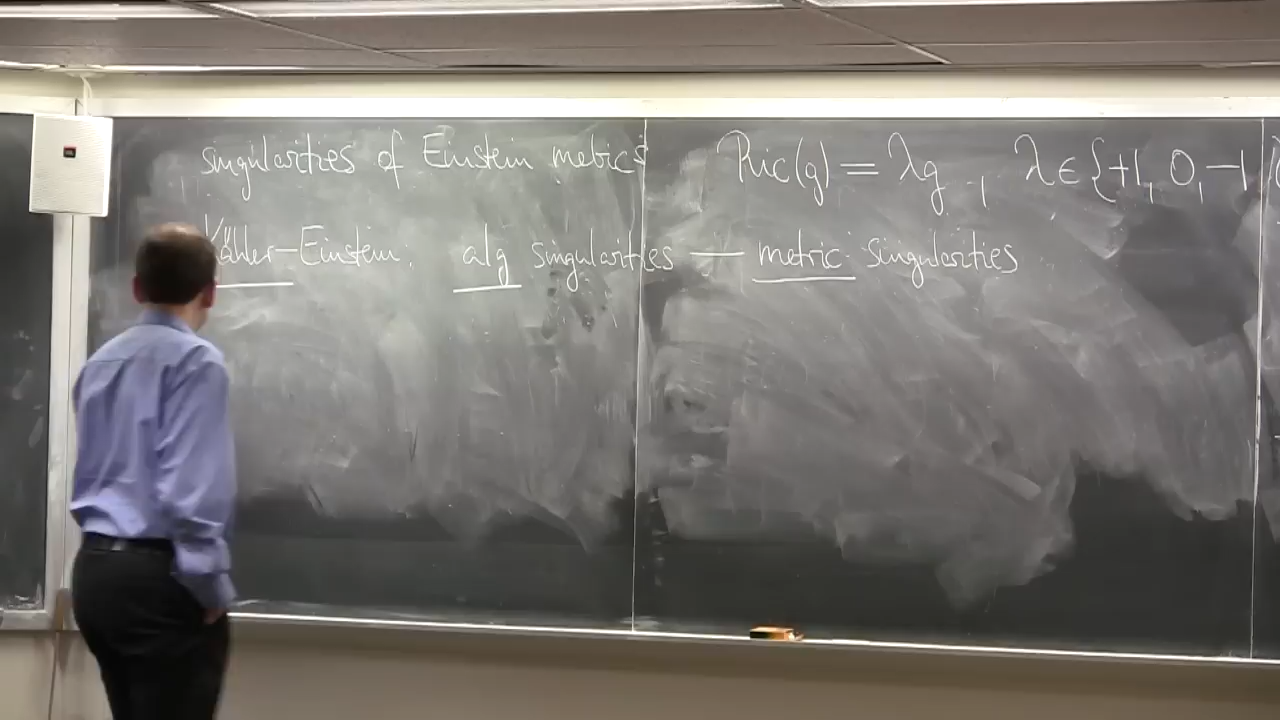 singularities of Einstein metrics Ric(g) = λg, λ ∈ {+1, 0, -1
Kähler-Einstein: alg singularities — metric singularities